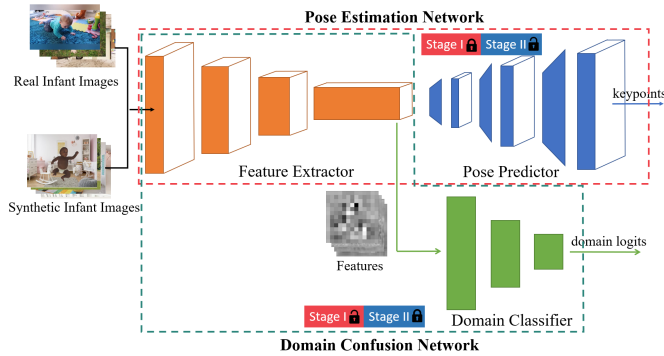 Pose Estimation Network
Stage I Stage II
Real Infant Images
keypoints
Feature Extractor
Pose Predictor
Synthetic Infant Images
domain logits
Features
Stage I Stage II
Domain Classifier
Domain Confusion Network